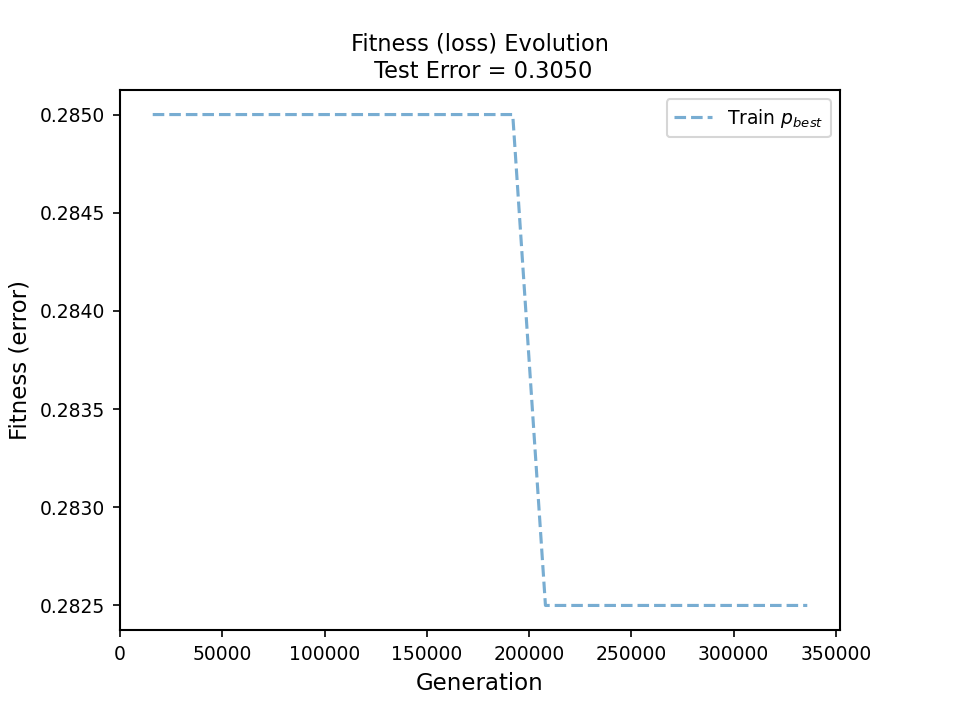 Fitness (loss) Evolution
Test Error = 0.3050
Train p_best
0.2850
0.2845
0.2840
0.2835
0.2830
0.2825
Fitness (error)
0 50000 100000 150000 200000 250000 300000 350000
Generation